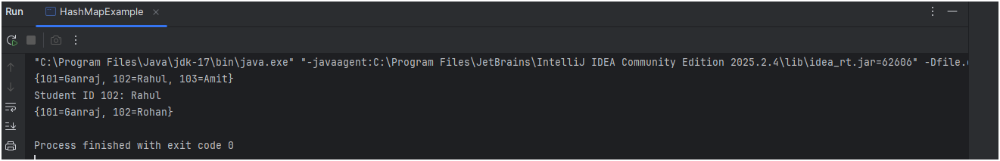 Run HashMapExample
"C:\Program Files\Java\jdk-17\bin\java.exe" "-javaagent:C:\Program Files\JetBrains\IntelliJ IDEA Community Edition 2025.2.4\lib\idea_rt.jar=62606" -Dfile.
{101=Ganraj, 102=Rahul, 103=Amit}
Student ID 102: Rahul
{101=Ganraj, 102=Rohan}
Process finished with exit code 0